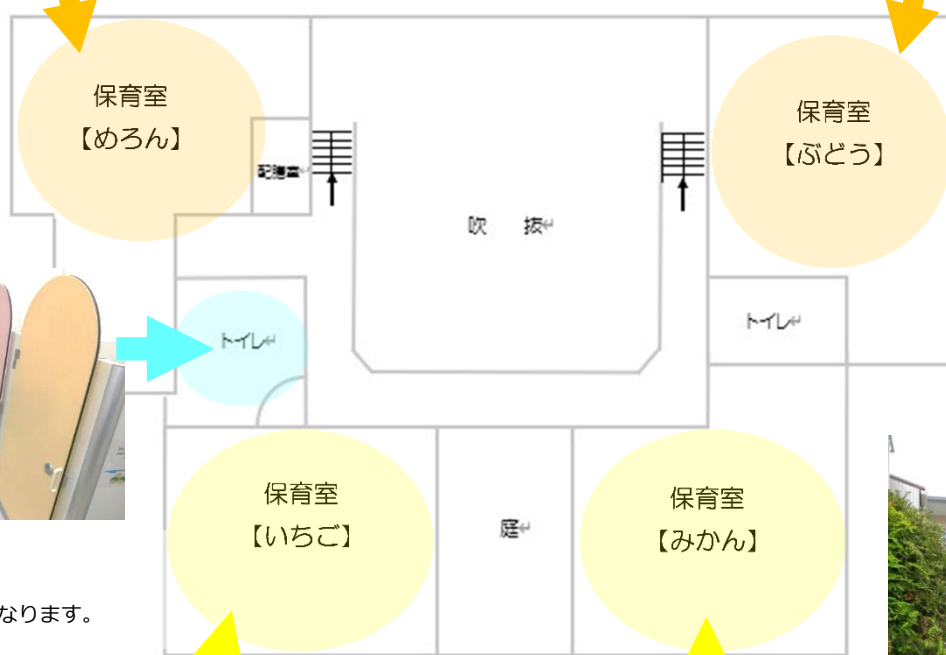 保育室
【めろん】
保育室
【ぶどう】
配膳室↵
吹　抜↵
トイレ↵
トイレ↵
保育室
【いちご】
庭↵
保育室
【みかん】
なります。